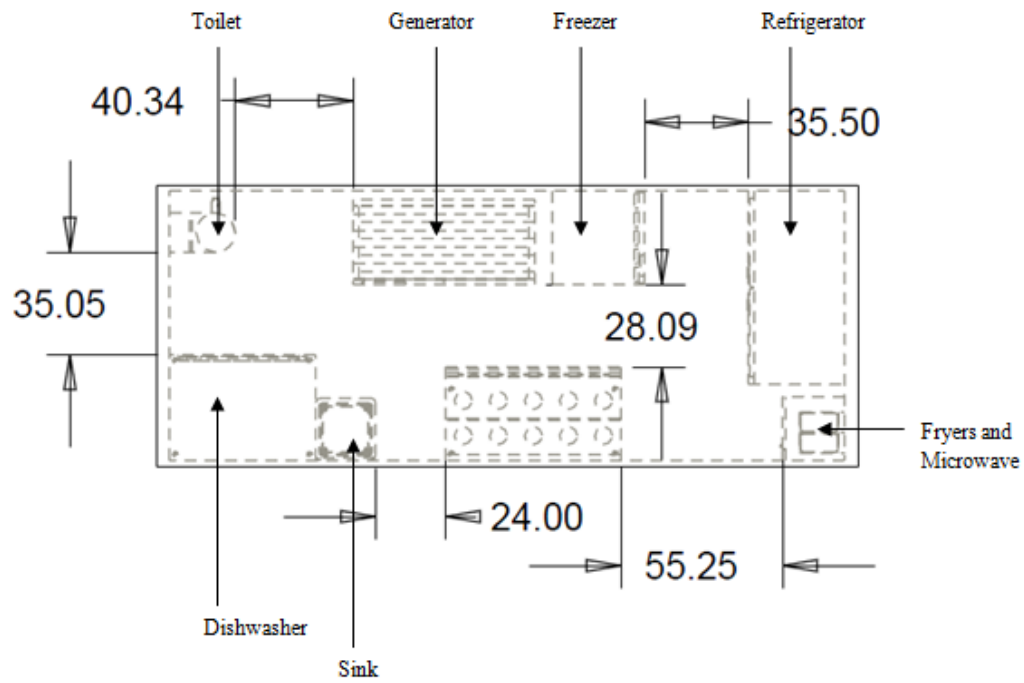 Toilet
Generator
Freezer
Refrigerator
40.34
35.50
35.05
28.09
Fryers and
Microwave
24.00
55.25
Dishwasher
Sink